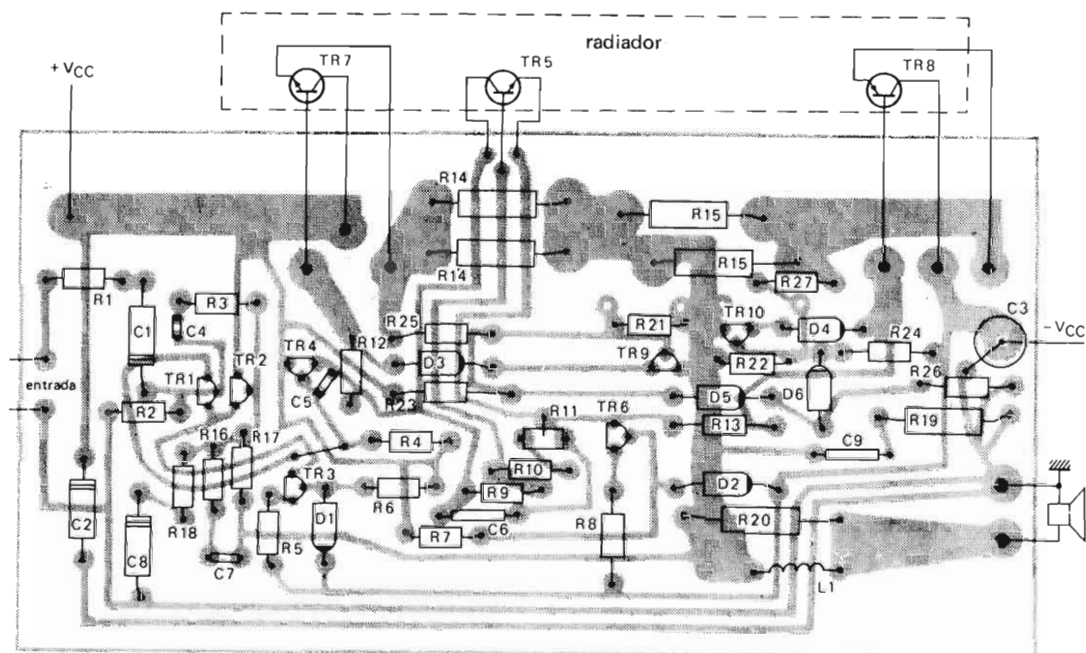 radiador
+ VCC
TR7
TR5
TR8
R14
R15
R14
R15
R1
R3
R27
C3
C1
C4
R25
R21
TR10
D4
R24
-VCC
TR1
TR2
TR4
R12
D3
TR9
R22
D6
R26
entrada
C5
R23
D5
R2
R11
TR6
R13
R19
R16
R17
R4
R10
C9
R18
TR3
R6
R9
D2
C2
C8
R5
D1
R7
C6
R8
R20
C7
L1